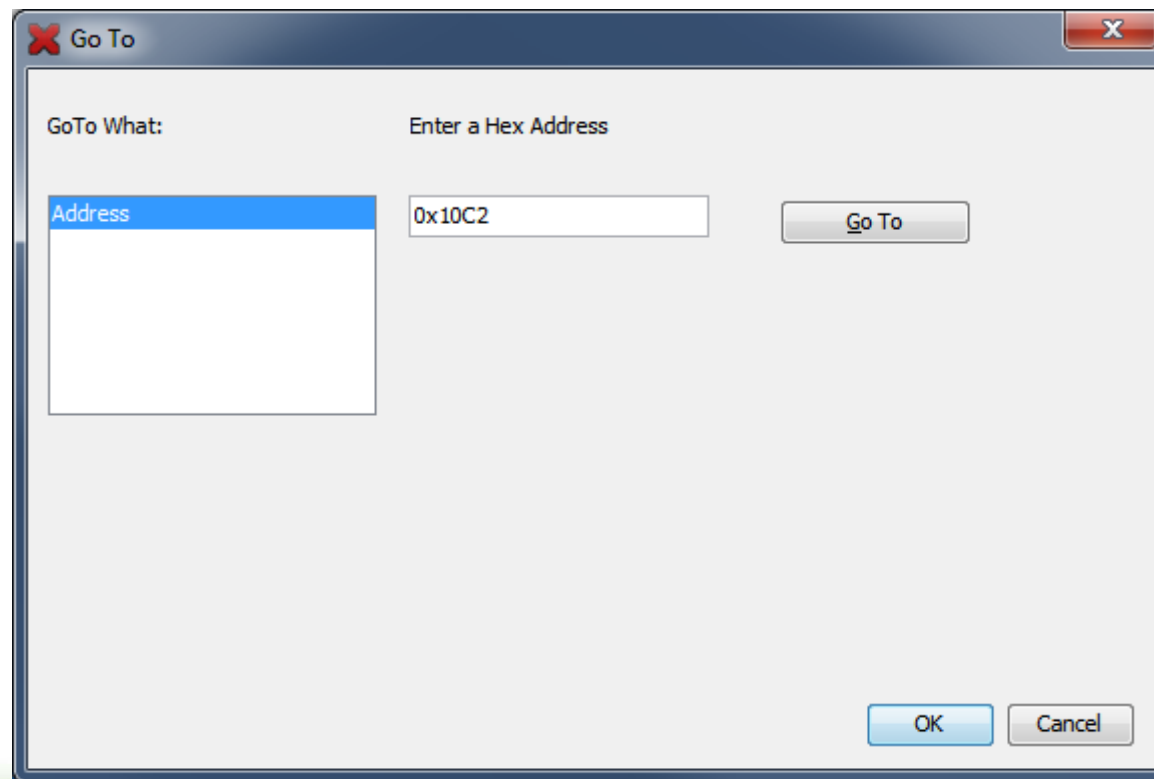 Go To
GoTo What:
Enter a Hex Address
Address
0x10C2
Go To
OK
Cancel